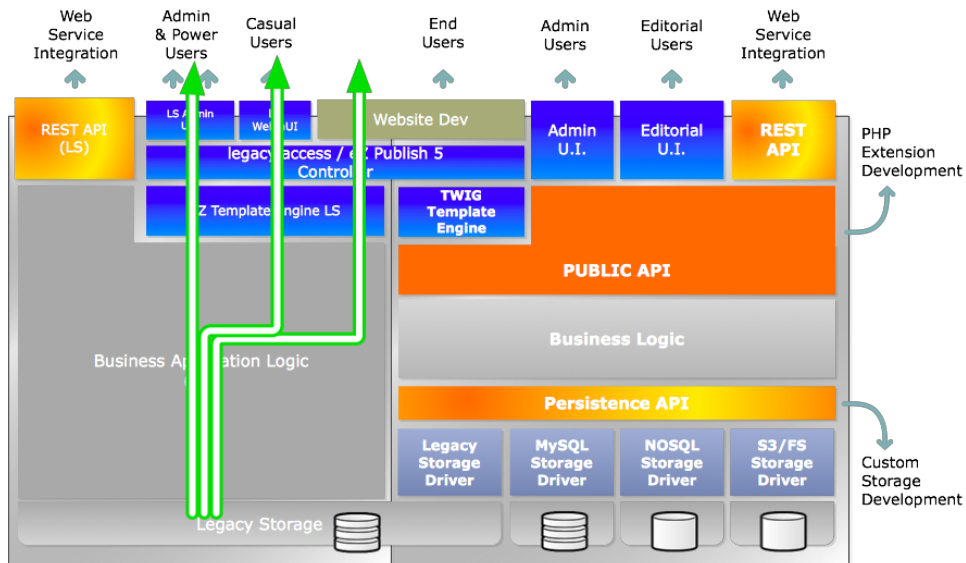 Web
Service
Integration
Admin
& Power
Users
Casual
Users
End
Users
Admin
Users
Editorial
Users
Web
Service
Integration
REST API
(LS)
LS Admin
U
Website Dev
Admin
U.I.
Editorial
U.I.
REST
API
PHP
Extension
Development
legacy access / eZ Publish 5
Controller
Z Template Engine LS
TWIG
Template
Engine
PUBLIC API
Business Logic
Business Application Logic
Persistence API
Legacy
Storage
Driver
MySQL
Storage
Driver
NOSQL
Storage
Driver
S3/FS
Storage
Driver
Custom
Storage
Development
Legacy Storage